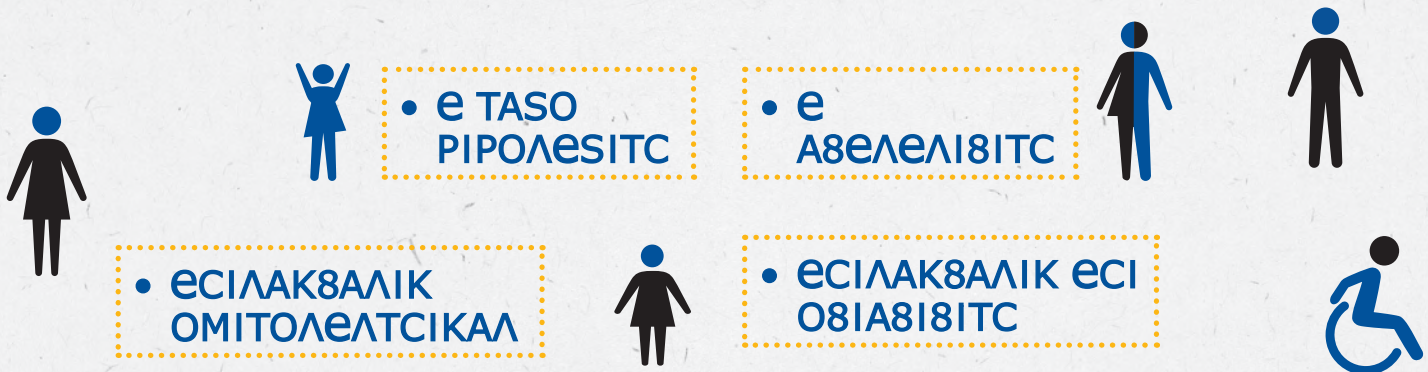 • e TASO
PIPOΛeSITC
• e
A8eΛeΛI8ITC
• eCIΛAK8AΛIK
OMITOΛeΛTCIKAΛ
• eCIΛAK8AΛIK eCI
O8IA8I8ITC